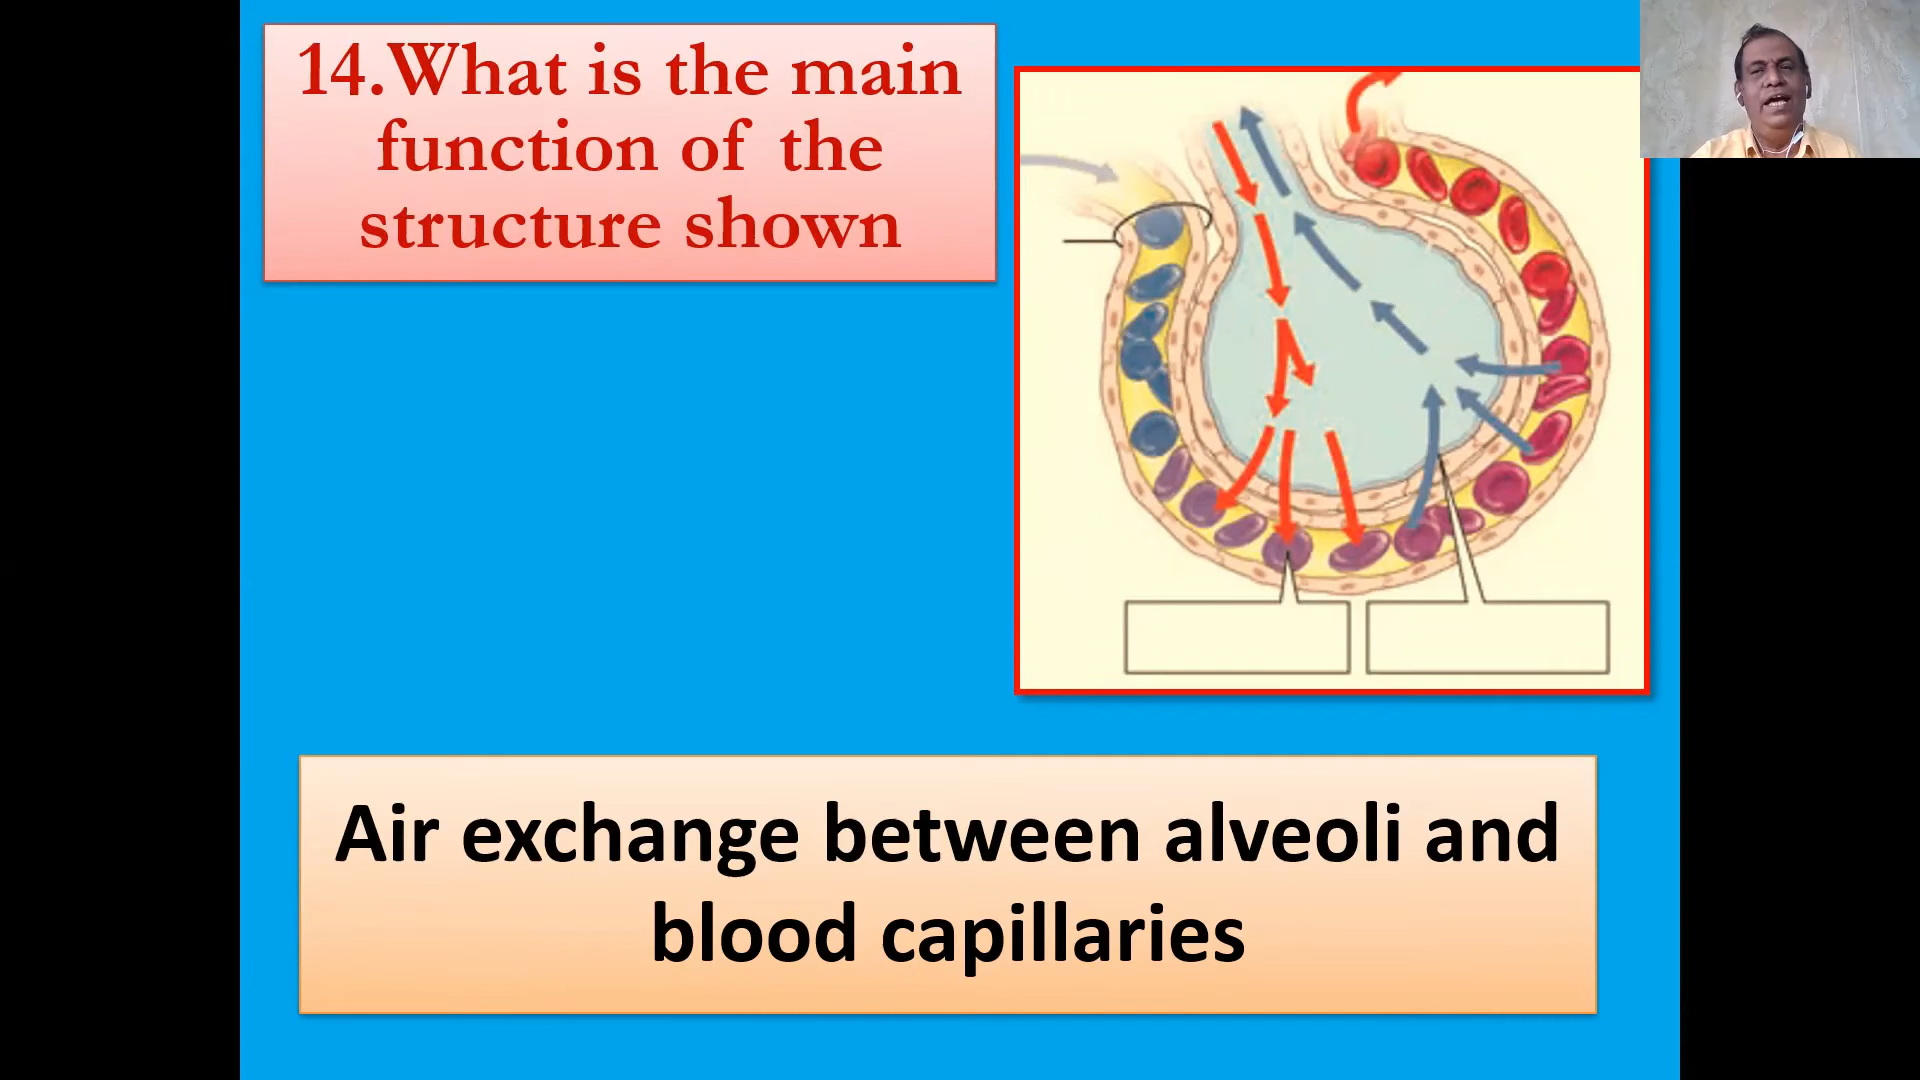 14.What is the main
function of the
structure shown
Air exchange between alveoli and
blood capillaries